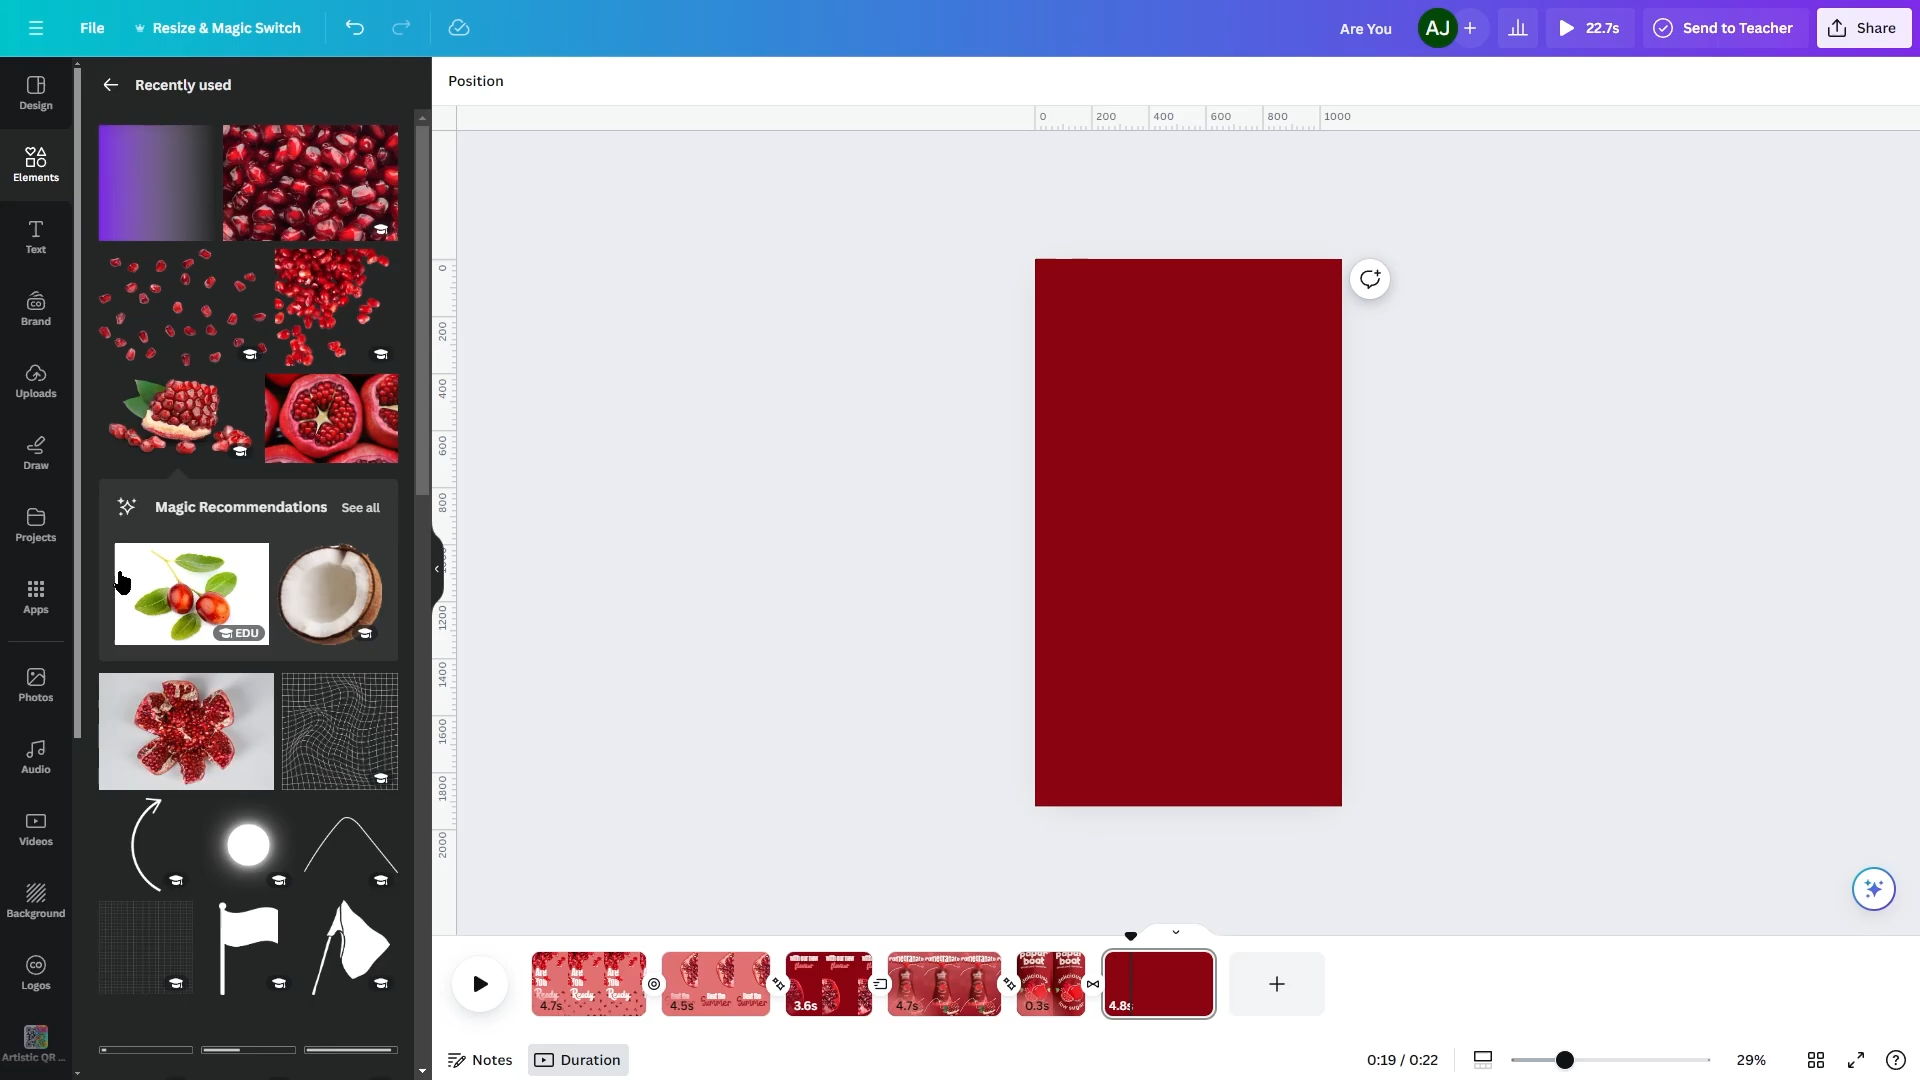 File
Resize & Magic Switch
Are You
AJ
22.7s
Send to Teacher
Share
Design
Elements
Text
Brand
Uploads
Draw
Projects
Apps
Photos
Audio
Videos
Background
Logos
Artistic QR ...
Recently used
Magic Recommendations
See all
EDU
Position
0
200
400
600
800
1000
0
200
400
600
800
1200
1400
1600
1800
2000
4.7s
4.5s
3.6s
4.7s
0.3s
4.8s
Notes
Duration
0:19 / 0:22
29%